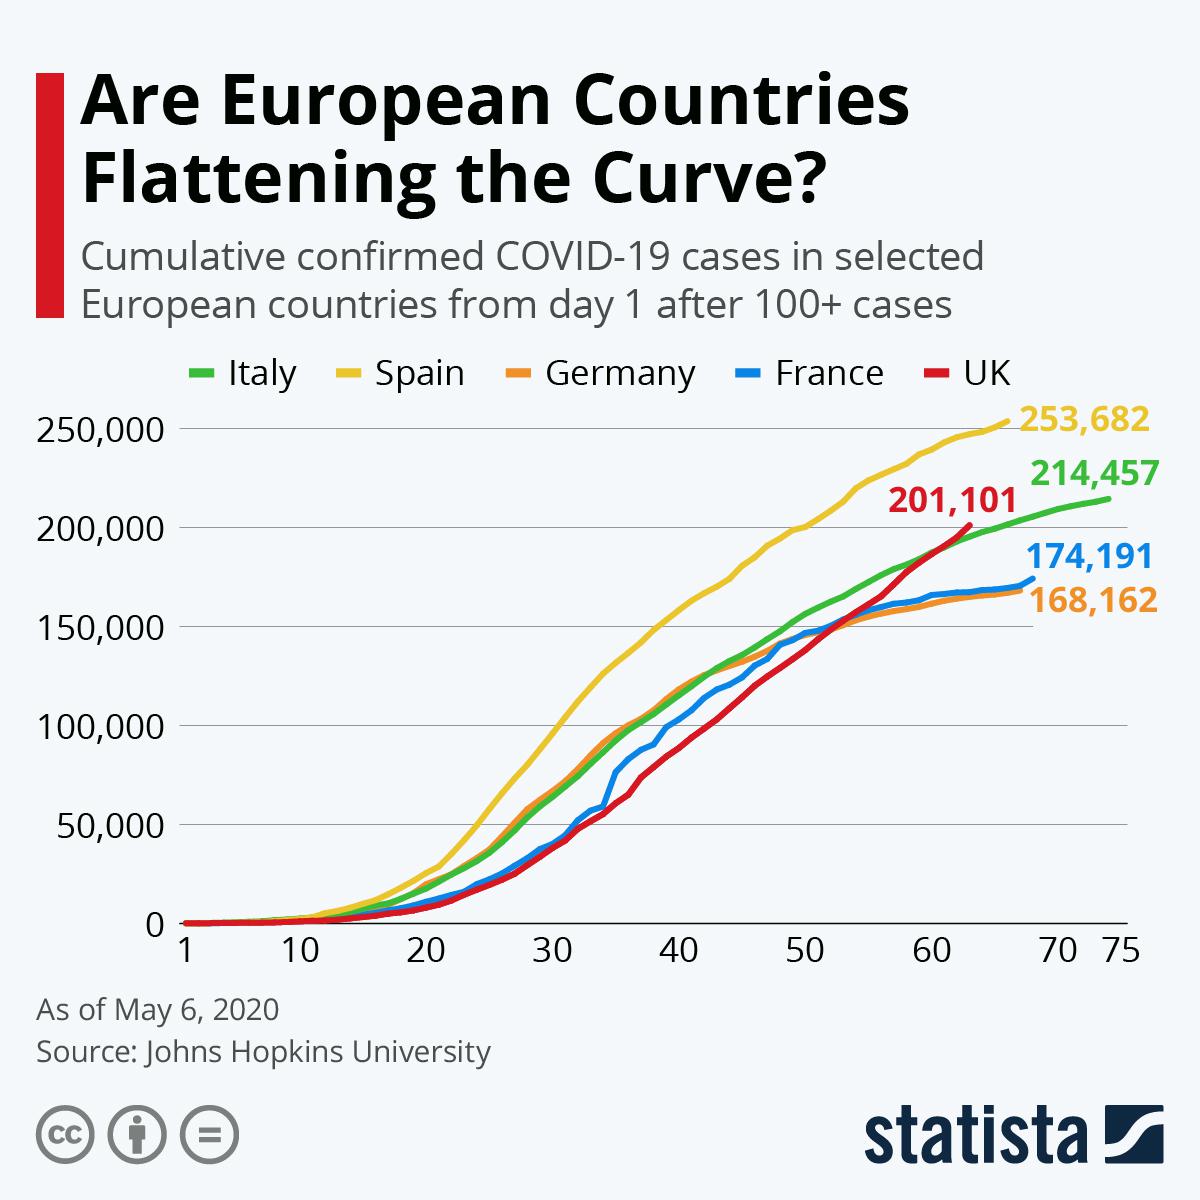 Are European Countries
Flattening the Curve?
Cumulative confirmed COVID-19 cases in selected
European countries from day 1 after 100+ cases
Italy Spain Germany France UK
250,000
200,000
150,000
100,000
50,000
0
253,682
214,457
201,101
174,191
168,162
1 10 20 30 40 50 60 70 75
As of May 6, 2020
Source: Johns Hopkins University
cc
statista